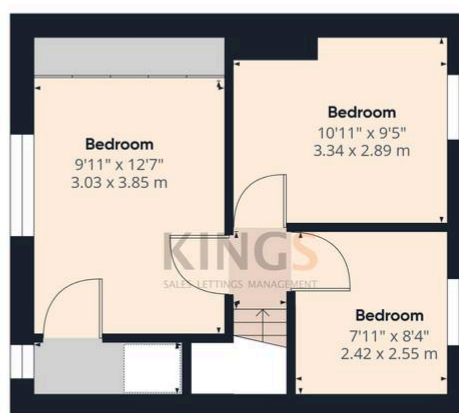 Bedroom
9'11" x 12'7"
3.03 x 3.85 m
Bedroom
10'11" x 9'5"
3.34 x 2.89 m
KINGS
SALES LETTINGS MANAGEMENT
Bedroom
7'11" x 8'4"
2.42 x 2.55 m